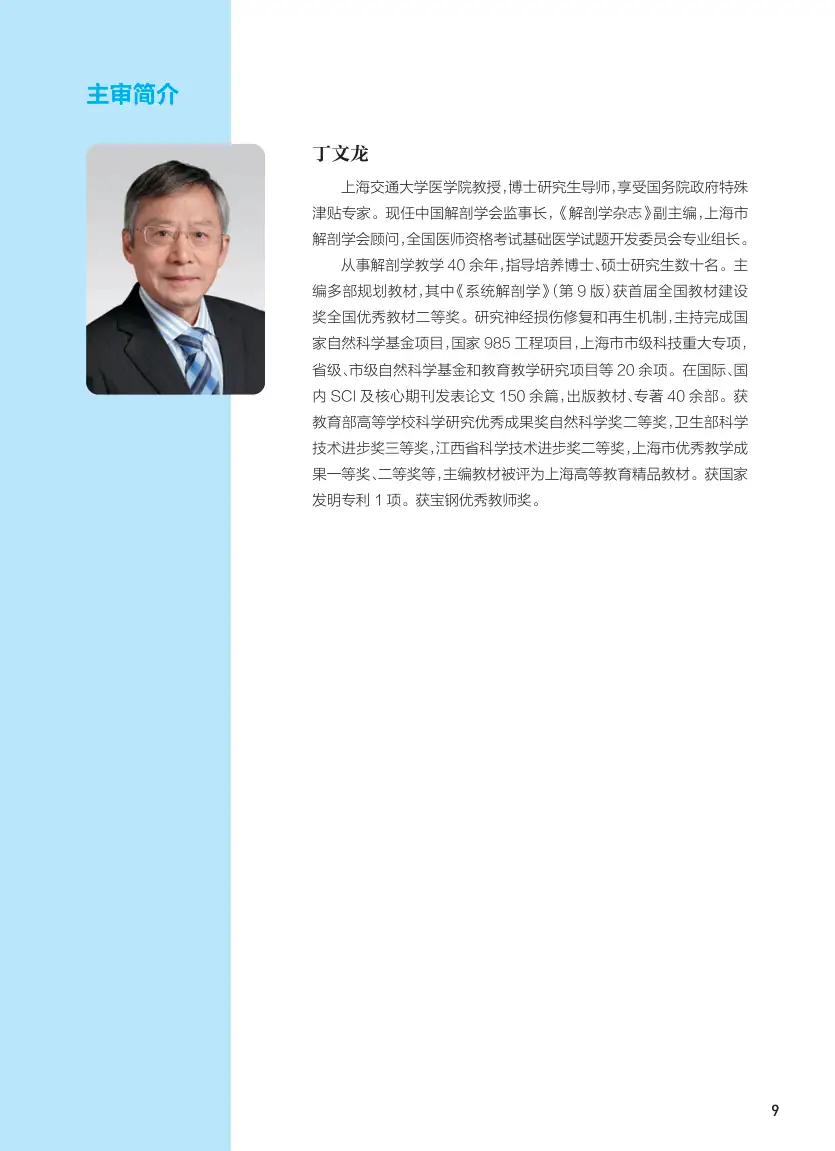 主审简介
丁文龙
上海交通大学医学院教授，博士研究生导师，享受国务院政府特殊
津贴专家。现任中国解剖学会监事长，《解剖学杂志》副主编，上海市
解剖学会顾问，全国医师资格考试基础医学试题开发委员会专业组长。
从事解剖学教学 40 余年，指导培养博士、硕士研究生数十名。主
编多部规划教材，其中《系统解剖学》（第 9 版）获首届全国教材建设
奖全国优秀教材二等奖。研究神经损伤修复和再生机制，主持完成国
家自然科学基金项目，国家 985 工程项目，上海市市级科技重大专项，
省级、市级自然科学基金和教育教学研究项目等 20 余项。在国际、国
内 SCI 及核心期刊发表论文 150 余篇，出版教材、专著 40 余部。获
教育部高等学校科学研究优秀成果奖自然科学奖二等奖，卫生部科学
技术进步奖三等奖，江西省科学技术进步奖二等奖，上海市优秀教学成
果一等奖、二等奖等，主编教材被评为上海高等教育精品教材。获国家
发明专利 1 项。获宝钢优秀教师奖。
9